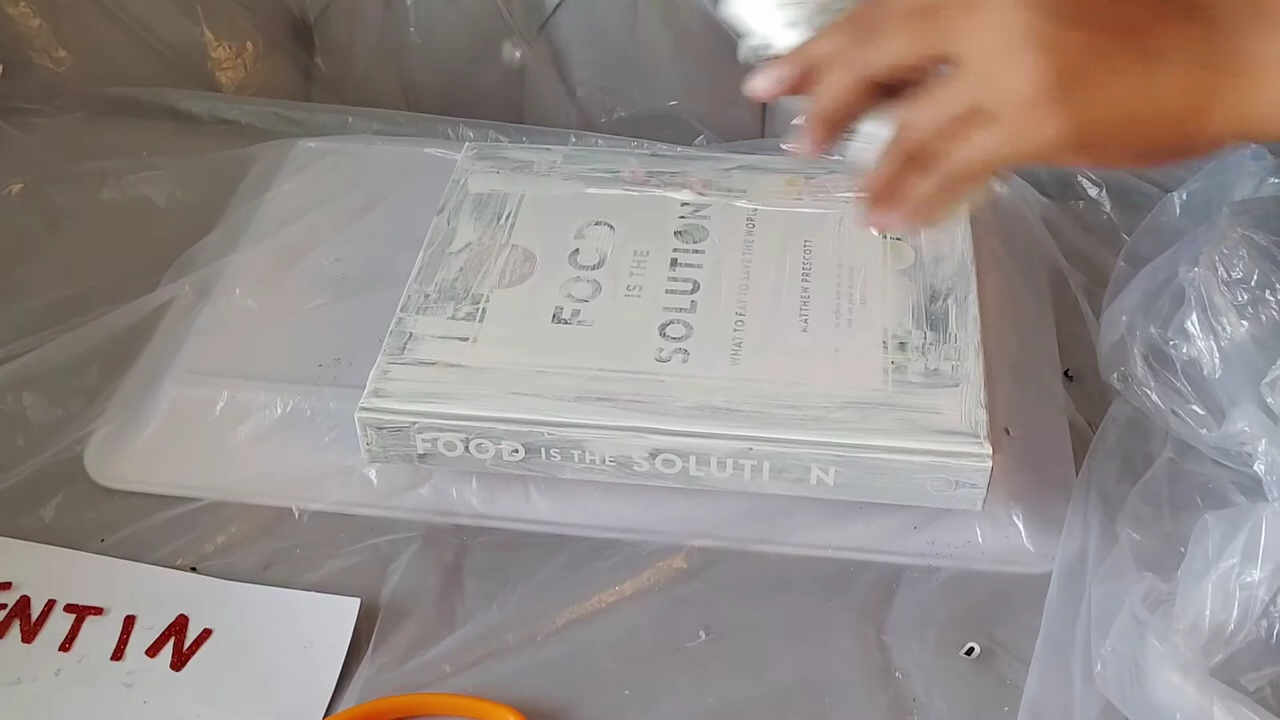 FOOD
IS THE
SOLUTION
WHAT TO EAT TO SAVE THE WORLD
MATTHEW PRESCOTT
FOOD IS THE SOLUTI N
ENTIN